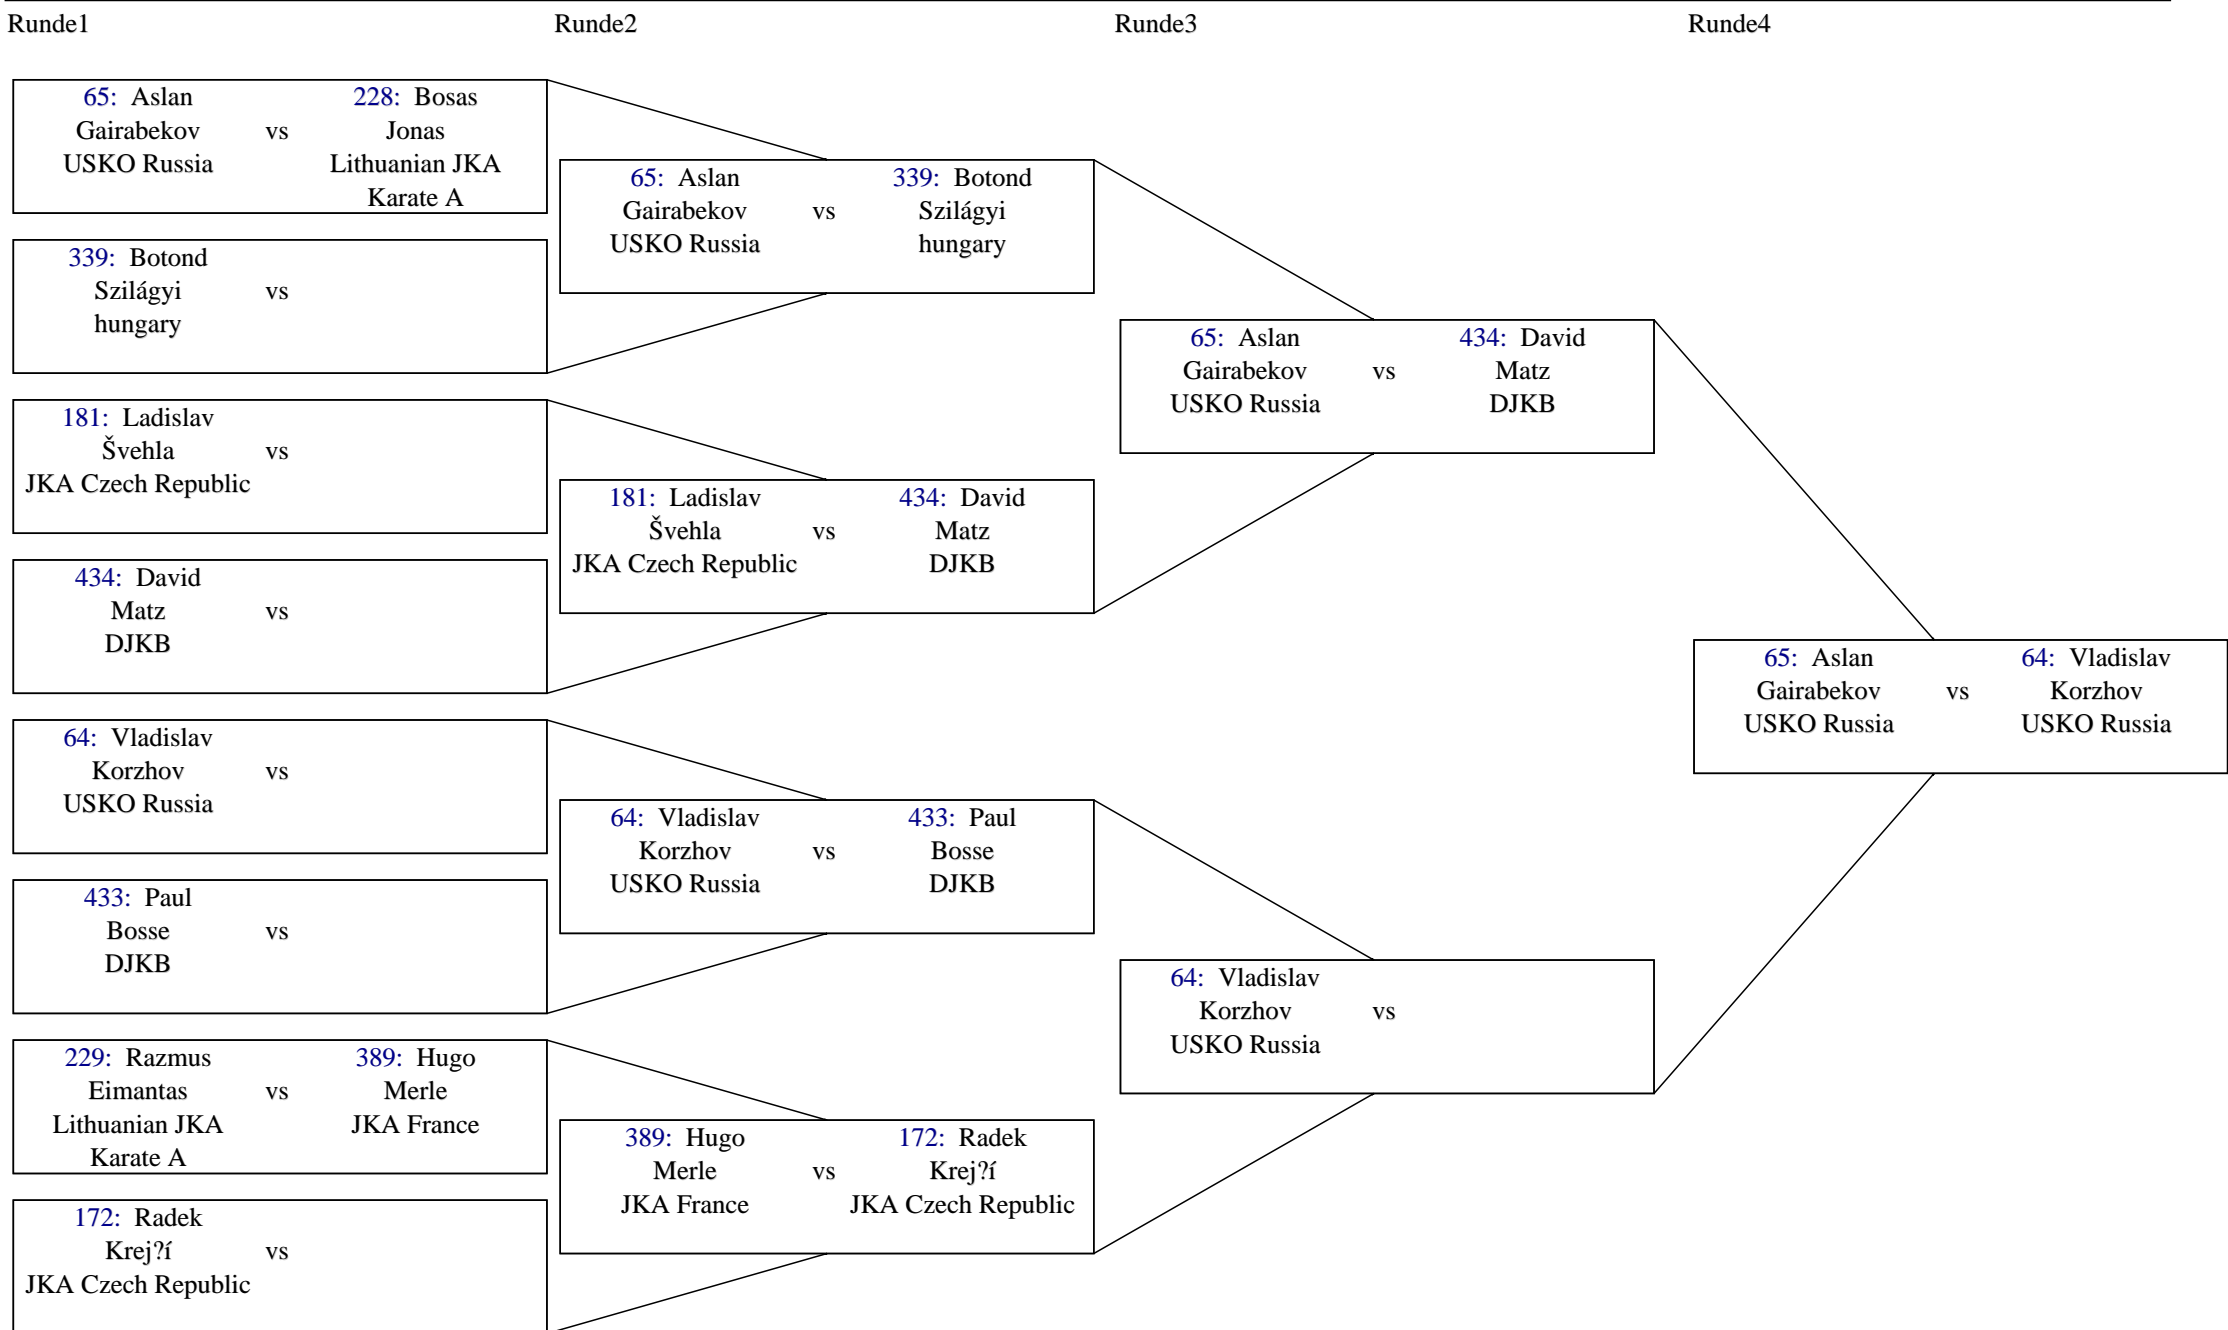 Runde1 Runde2 Runde3 Runde4
65: Aslan
Gairabekov
USKO Russia
vs
228: Bosas
Jonas
Lithuanian JKA
Karate A
339: Botond
Szilágyi
hungary
vs
181: Ladislav
Švehla
JKA Czech Republic
vs
434: David
Matz
DJKB
vs
64: Vladislav
Korzhov
USKO Russia
vs
433: Paul
Bosse
DJKB
vs
229: Razmus
Eimantas
Lithuanian JKA
Karate A
vs
389: Hugo
Merle
JKA France
172: Radek
Krej?í
JKA Czech Republic
vs
65: Aslan
Gairabekov
USKO Russia
vs
339: Botond
Szilágyi
hungary
181: Ladislav
Švehla
JKA Czech Republic
vs
434: David
Matz
DJKB
64: Vladislav
Korzhov
USKO Russia
vs
433: Paul
Bosse
DJKB
389: Hugo
Merle
JKA France
vs
172: Radek
Krej?í
JKA Czech Republic
65: Aslan
Gairabekov
USKO Russia
vs
434: David
Matz
DJKB
64: Vladislav
Korzhov
USKO Russia
vs
65: Aslan
Gairabekov
USKO Russia
vs
64: Vladislav
Korzhov
USKO Russia